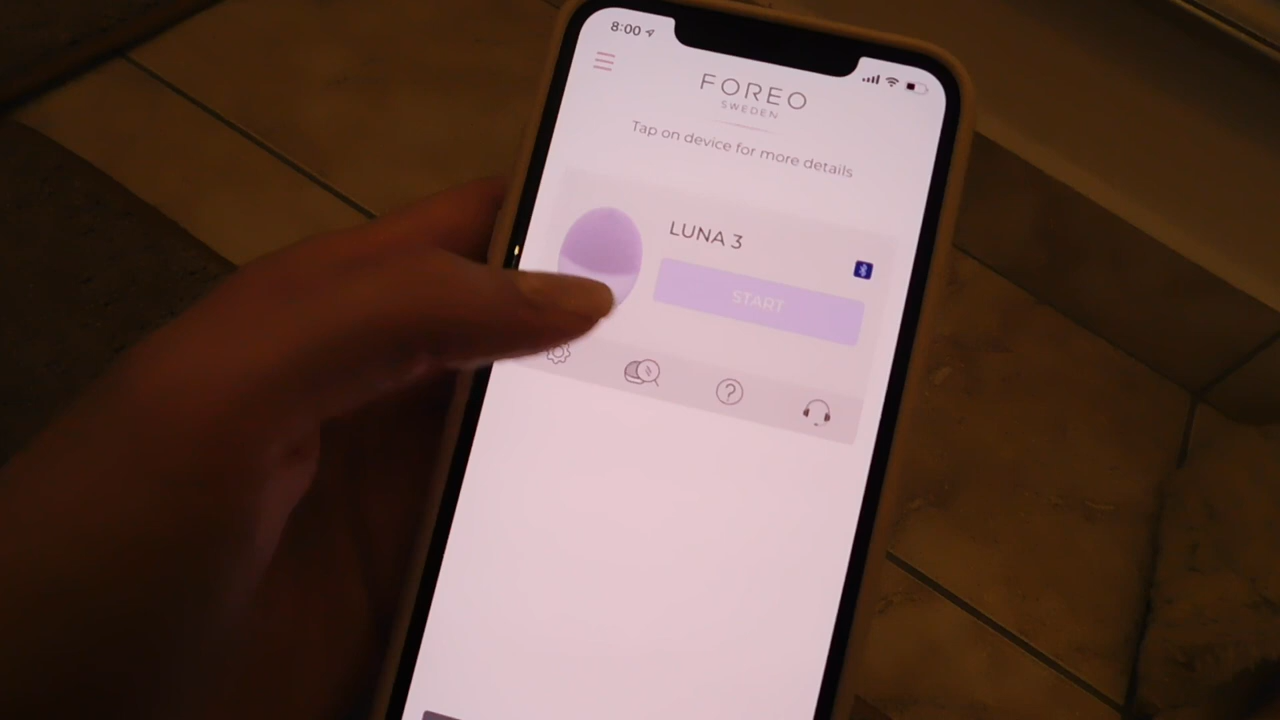 8:00
FOREO
SWEDEN
Tap on device for more details
LUNA 3
START
?